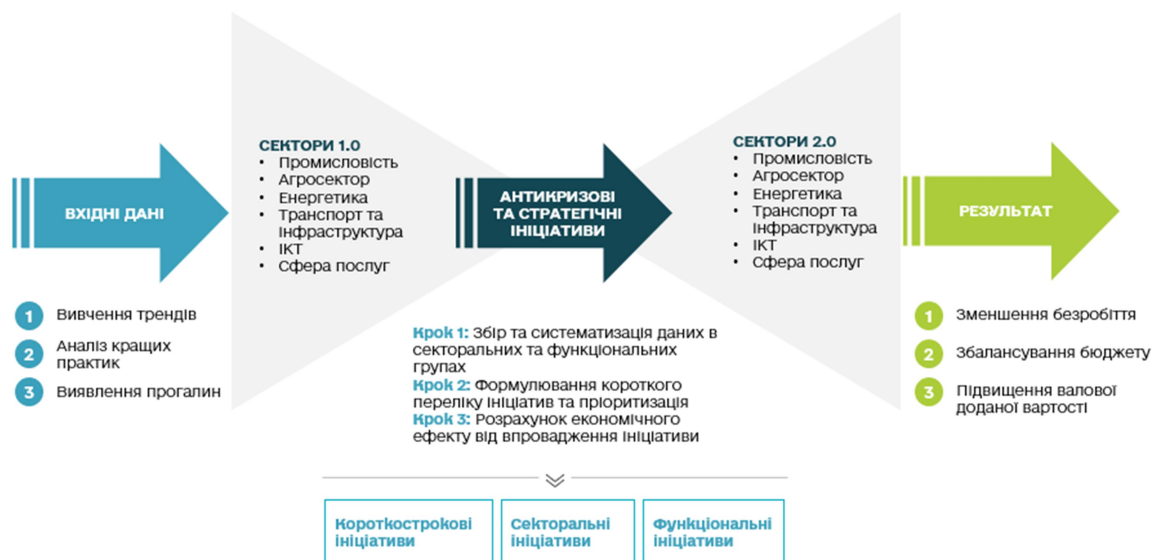 ВХІДНІ ДАНІ
1 Вивчення трендів
2 Аналіз кращих
практик
3 Виявлення прогалин
СЕКТОРИ 1.0
• Промисловість
• Агросектор
• Енергетика
• Транспорт та
Інфраструктура
• ІКТ
• Сфера послуг
АНТИКРИЗОВІ
ТА СТРАТЕГІЧНІ
ІНІЦІАТИВИ
Крок 1: Збір та систематизація даних в
секторальних та функціональних
групах
Крок 2: Формулювання короткого
переліку ініціатив та пріоритизація
Крок 3: Розрахунок економічного
ефекту від впровадження ініціативи
СЕКТОРИ 2.0
• Промисловість
• Агросектор
• Енергетика
• Транспорт та
Інфраструктура
• ІКТ
• Сфера послуг
РЕЗУЛЬТАТ
1 Зменшення безробіття
2 Збалансування бюджету
3 Підвищення валової
доданої вартості
Короткострокові
ініціативи
Секторальні
ініціативи
Функціональні
ініціативи